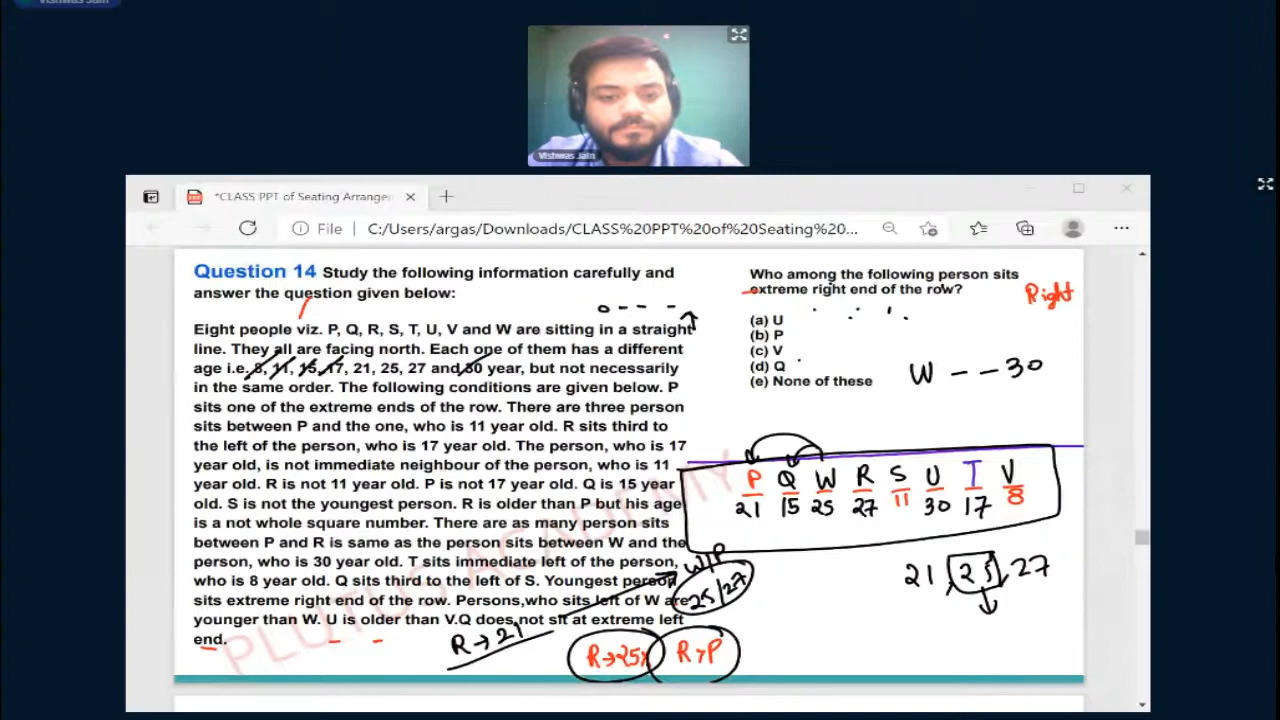 Vishwas Jain
Vishwas Jain
*CLASS PPT of Seating Arranger
File
C:/Users/argas/Downloads/CLASS%20PPT%20of%20Seating%20...
Question 14 Study the following information carefully and
answer the question given below:
Eight people viz. P, Q, R, S, T, U, V and W are sitting in a straight
line. They all are facing north. Each one of them has a different
age i.e. 8, 11, 15, 17, 21, 25, 27 and 30 year, but not necessarily
in the same order. The following conditions are given below. P
sits one of the extreme ends of the row. There are three person
sits between P and the one, who is 11 year old. R sits third to
the left of the person, who is 17 year old. The person, who is 17
year old, is not immediate neighbour of the person, who is 11
year old. R is not 11 year old. P is not 17 year old. Q is 15 year
old. S is not the youngest person. R is older than P but his age
is a not whole square number. There are as many person sits
between P and R is same as the person sits between W and the
person, who is 30 year old. T sits immediate left of the person,
who is 8 year old. Q sits third to the left of S. Youngest person
sits extreme right end of the row. Persons,who sits left of W are
younger than W. U is older than V.Q does not sit at extreme left
end.
Who among the following person sits
extreme right end of the row?
Right
(a) U
(b) P
(c) V
(d) Q
(e) None of these
W - - 30
P Q W R S U T V
21 15 25 27 11 30 17 8
21, 25, 27
W/P
25/27
R → 21
R → 25x
R > P
PLUTUS ACADEMY